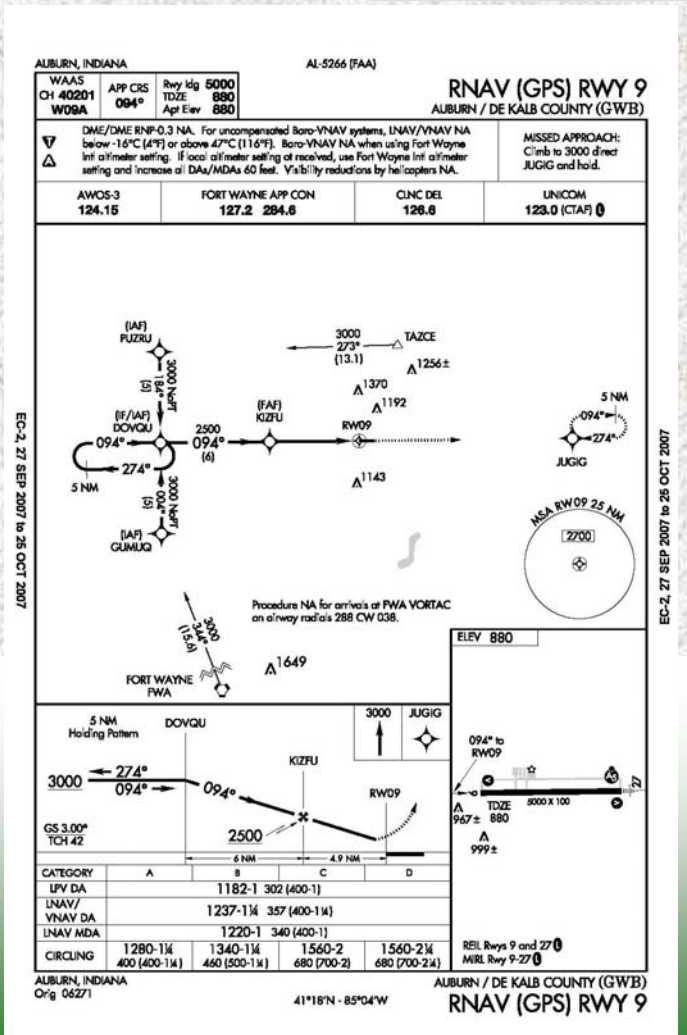 AUBURN, INDIANA
AL-5266 (FAA)
WAAS
CH 40201
W09A
APP CRS
094°
Rwy ldg 5000
TDZE 880
Apt Elev 880
RNAV (GPS) RWY 9
AUBURN / DE KALB COUNTY (GWB)
DME/DME RNP-0.3 NA. For uncompensated Baro-VNAV systems, LNAV/VNAV NA
below -16°C (4°F) or above 47°C (116°F). Baro-VNAV NA when using Fort Wayne
Intl altimeter setting. If local altimeter setting ot received, use Fort Wayne Intl altimeter
setting and increase all DAs/MDAs 60 feet. Visibility reductions by helicopters NA.
MISSED APPROACH:
Climb to 3000 direct
JUGIG and hold.
AWOS-3
124.15
FORT WAYNE APP CON
127.2 284.6
CLNC DEL
126.6
UNICOM
123.0 (CTAF) L
(IAF)
PUZRU
3000 NoPT
184°
(5)
3000
273°
(13.1)
TAZCE
1256±
1370
1192
(IF/IAF)
DOVQU
2500
094°
(6)
(FAF)
KIZFU
RW09
094°
274°
5 NM
5 NM
094°
274°
JUGIG
1143
3000 NoPT
004°
(5)
(IAF)
GUMUQ
MSA RW09 25 NM
2700
Procedure NA for arrivals at FWA VORTAC
on airway radials 288 CW 038.
3000
344°
(15.6)
FORT WAYNE
FWA
1649
EC-2, 27 SEP 2007 to 25 OCT 2007
EC-2, 27 SEP 2007 to 25 OCT 2007
ELEV 880
094° to
RW09
5000 X 100
27
TDZE
880
967±
999±
REIL Rwys 9 and 27 L
MIRL Rwy 9-27 L
5 NM
Holding Pattern
DOVQU
3000
JUGIG
KIZFU
RW09
274°
3000
094°
094°
2500
GS 3.00°
TCH 42
6 NM
4.9 NM
CATEGORY A B C D
LPV DA 1182-1 302 (400-1)
LNAV/
VNAV DA 1237-1¼ 357 (400-1¼)
LNAV MDA 1220-1 340 (400-1)
CIRCLING 1280-1¼ 400 (400-1¼) 1340-1¼ 460 (500-1¼) 1560-2 680 (700-2) 1560-2¼ 680 (700-2¼)
AUBURN, INDIANA
Orig 06271
41°18'N - 85°04'W
AUBURN / DE KALB COUNTY (GWB)
RNAV (GPS) RWY 9